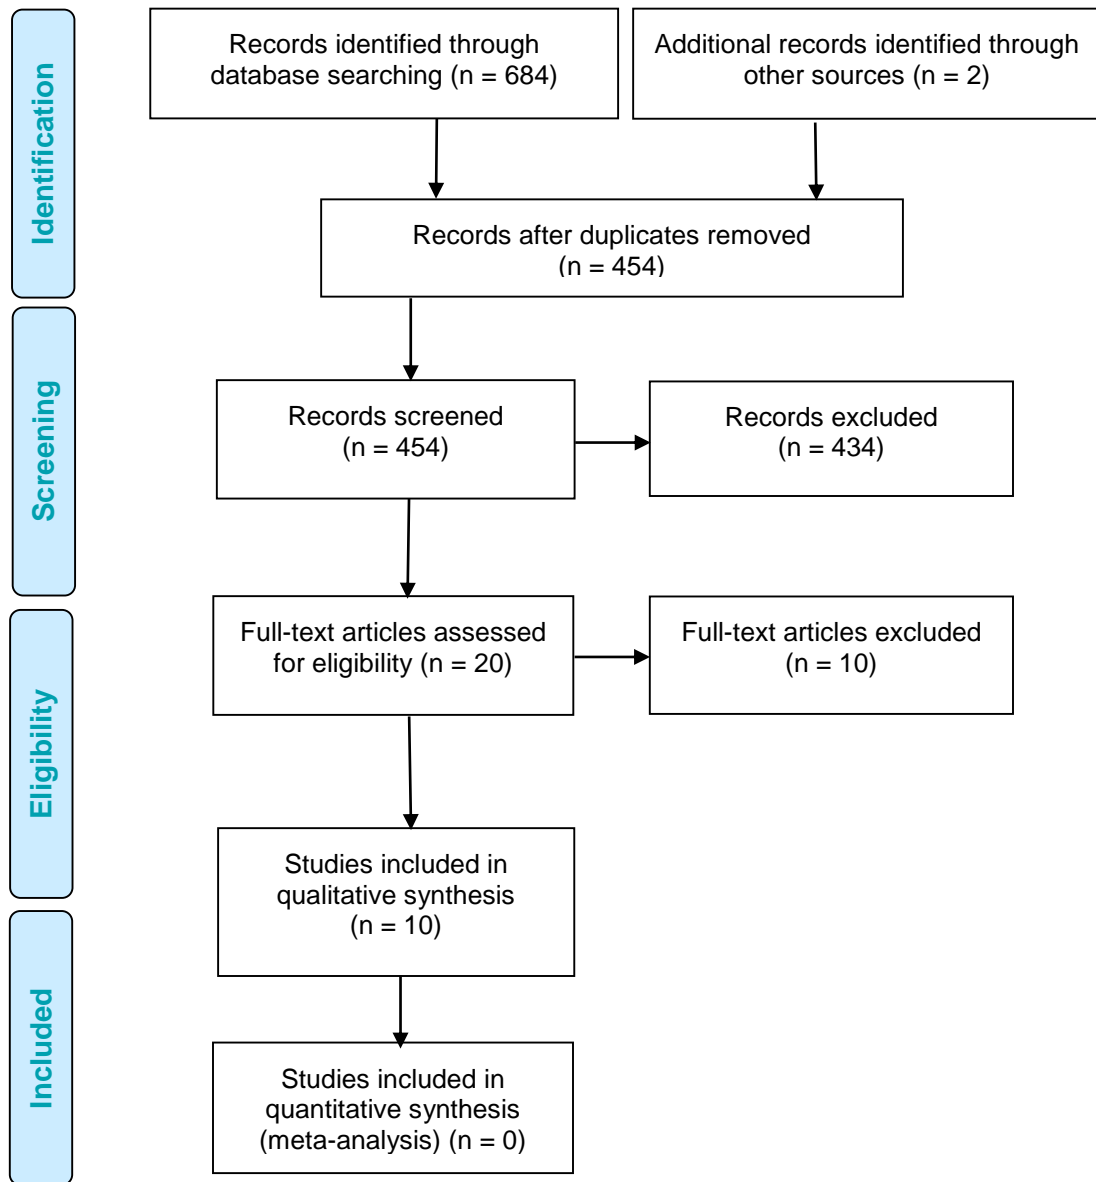 Identification
Records identified through
database searching (n = 684)
Additional records identified through
other sources (n = 2)
Records after duplicates removed
(n = 454)
Screening
Records screened
(n = 454)
Records excluded
(n = 434)
Eligibility
Full-text articles assessed
for eligibility (n = 20)
Full-text articles excluded
(n = 10)
Studies included in
qualitative synthesis
(n = 10)
Included
Studies included in
quantitative synthesis
(meta-analysis) (n = 0)